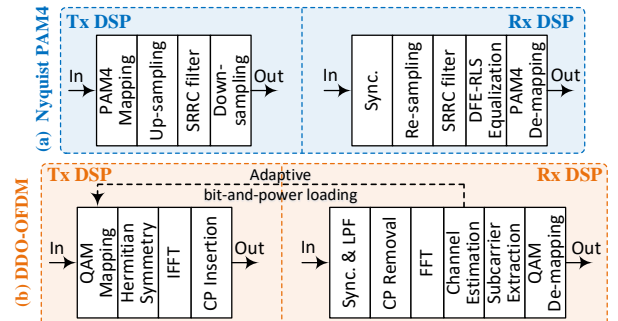 (a) Nyquist PAM4
Tx DSP
Rx DSP
In
PAM4
Mapping
Up-sampling
SRRC filter
Down-
sampling
Out
In
Sync.
Re-sampling
SRRC filter
DFE-RLS
Equalization
PAM4
De-mapping
Out
(b) DDO-OFDM
Tx DSP
Adaptive
bit-and-power loading
Rx DSP
In
QAM
Mapping
Hermitian
Symmetry
IFFT
CP Insertion
Out
In
Sync. & LPF
CP Removal
FFT
Channel
Estimation
Subcarrier
Extraction
QAM
De-mapping
Out